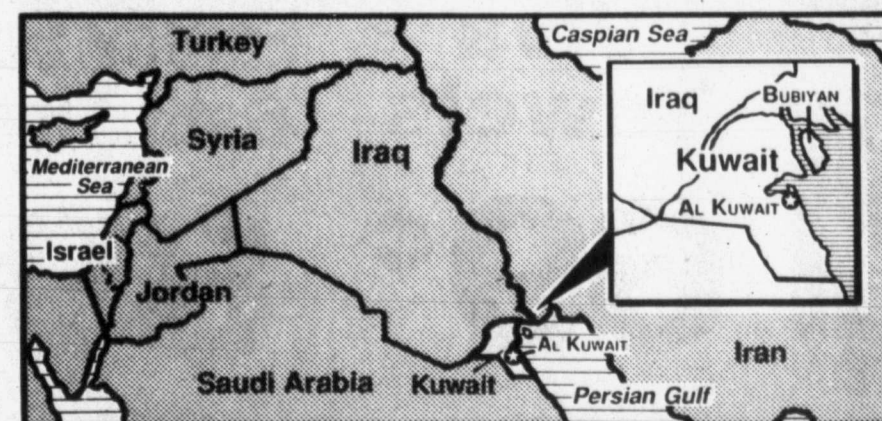 Turkey
Caspian Sea
Syria
Iraq
Mediterranean
Sea
Israel
Jordan
Saudi Arabia
Kuwait
AL KUWAIT
Iran
Persian Gulf
Iraq
BUBIYAN
Kuwait
AL KUWAIT